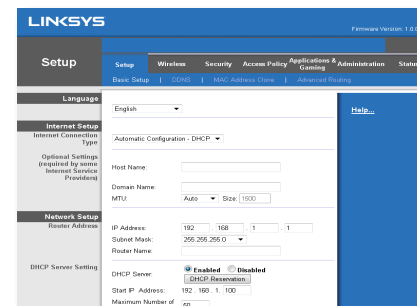 LINKSYS
Firmware Version: 1.0.0
Setup
Setup Wireless Security Access Policy Applications & Gaming Administration Status
Basic Setup | DDNS | MAC Address Clone | Advanced Routing
Language
English
Help...
Internet Setup
Internet Connection Type
Automatic Configuration - DHCP
Optional Settings
(required by some
Internet Service
Providers)
Host Name:
Domain Name:
MTU: Auto Size: 1500
Network Setup
Router Address
IP Address: 192 . 168 . 1 . 1
Subnet Mask: 255.255.255.0
Router Name:
DHCP Server Setting
DHCP Server: Enabled Disabled
DHCP Reservation
Start IP Address: 192 . 168 . 1. 100
Maximum Number of
50